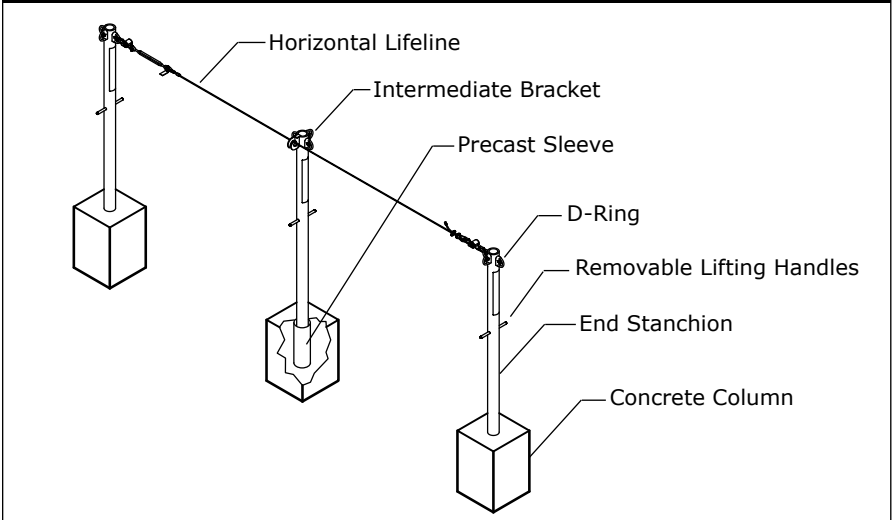 Horizontal Lifeline
Intermediate Bracket
Precast Sleeve
D-Ring
Removable Lifting Handles
End Stanchion
Concrete Column